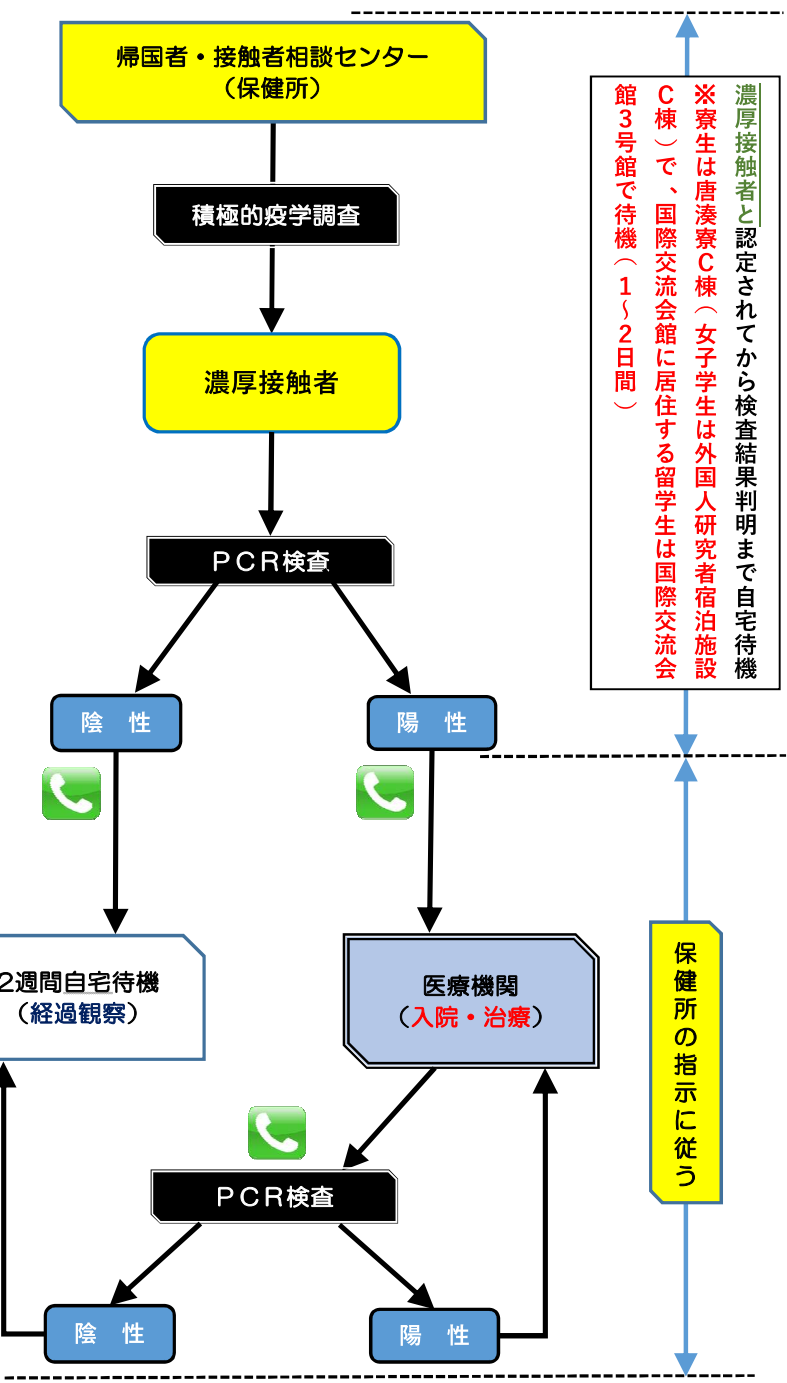 帰国者・接触者相談センター
（保健所）
積極的疫学調査
濃厚接触者
ＰＣＲ検査
陰　性
陽　性
2週間自宅待機
（経過観察）
医療機関
（入院・治療）
ＰＣＲ検査
陰　性
陽　性
濃厚接触者と認定されてから検査結果判明まで自宅待機
※寮生は唐湊寮Ｃ棟（女子学生は外国人研究者宿泊施設
Ｃ棟）で、国際交流会館に居住する留学生は国際交流会
館３号館で待機（１～２日間）
保健所の指示に従う